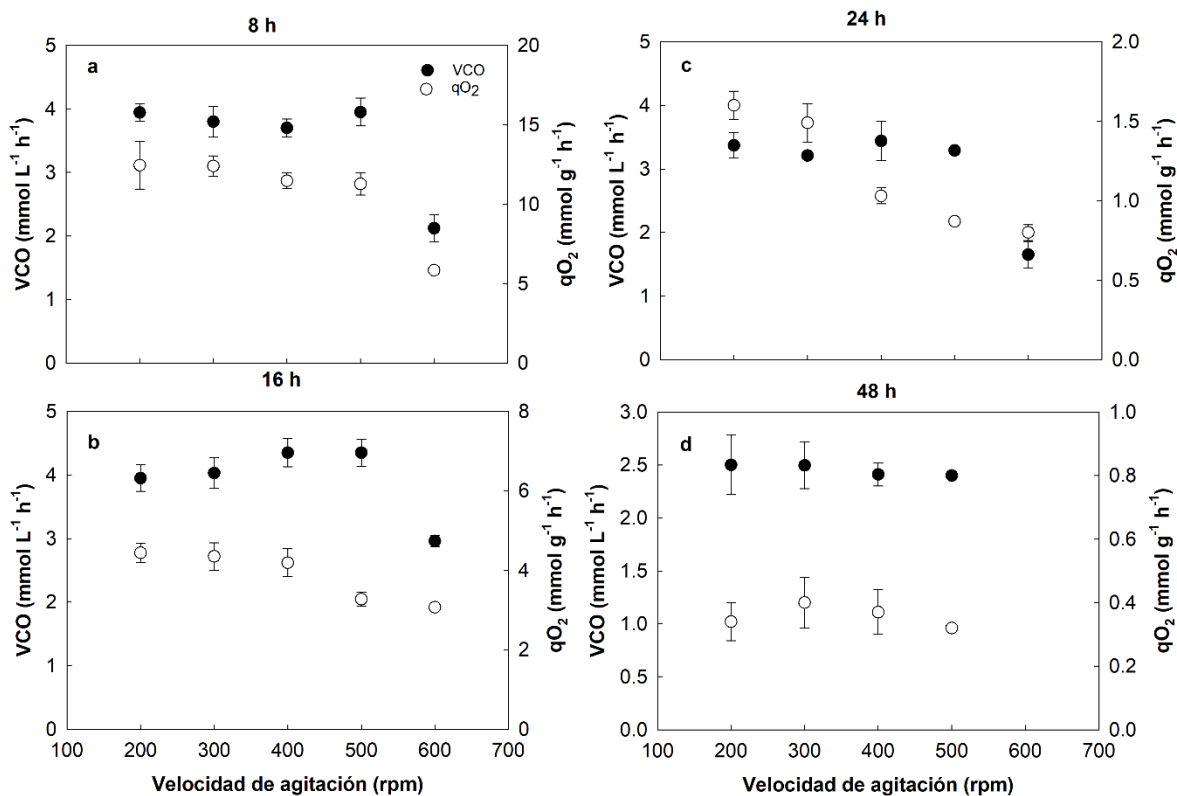 8 h
a
VCO
qO2
5
4
3
2
1
0
VCO (mmol L-1 h-1)
20
15
10
5
0
qO2 (mmol g-1 h-1)
24 h
c
5
4
3
2
1
0
VCO (mmol L-1 h-1)
2.0
1.5
1.0
0.5
0.0
qO2 (mmol g-1 h-1)
16 h
b
5
4
3
2
1
0
VCO (mmol L-1 h-1)
8
6
4
2
0
qO2 (mmol g-1 h-1)
100 200 300 400 500 600 700
Velocidad de agitación (rpm)
48 h
d
3.0
2.5
2.0
1.5
1.0
0.5
0.0
VCO (mmol L-1 h-1)
1.0
0.8
0.6
0.4
0.2
0.0
qO2 (mmol g-1 h-1)
100 200 300 400 500 600 700
Velocidad de agitación (rpm)